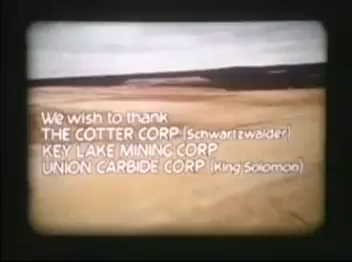 We wish to thank
THE COTTER CORP (Schwartzwalder)
KEY LAKE MINING CORP
UNION CARBIDE CORP (King Solomon)